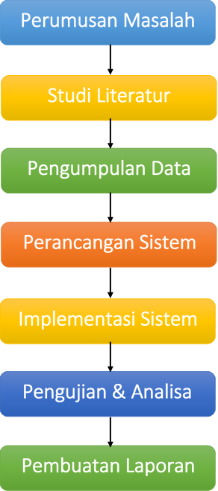 Perumusan Masalah
Studi Literatur
Pengumpulan Data
Perancangan Sistem
Implementasi Sistem
Pengujian & Analisa
Pembuatan Laporan